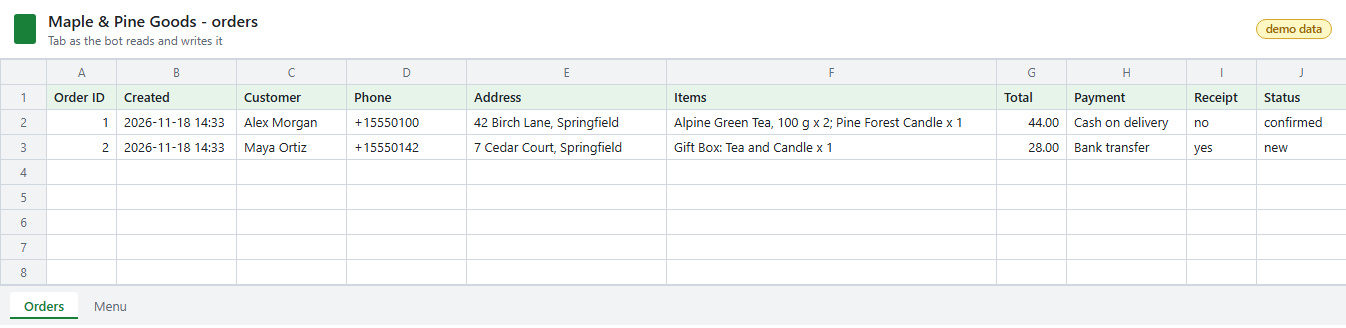 Maple & Pine Goods - orders
Tab as the bot reads and writes it
demo data
A B C D E F G H I J
1 Order ID Created Customer Phone Address Items Total Payment Receipt Status
2 1 2026-11-18 14:33 Alex Morgan +15550100 42 Birch Lane, Springfield Alpine Green Tea, 100 g x 2; Pine Forest Candle x 1 44.00 Cash on delivery no confirmed
3 2 2026-11-18 14:33 Maya Ortiz +15550142 7 Cedar Court, Springfield Gift Box: Tea and Candle x 1 28.00 Bank transfer yes new
4
5
6
7
8
Orders Menu